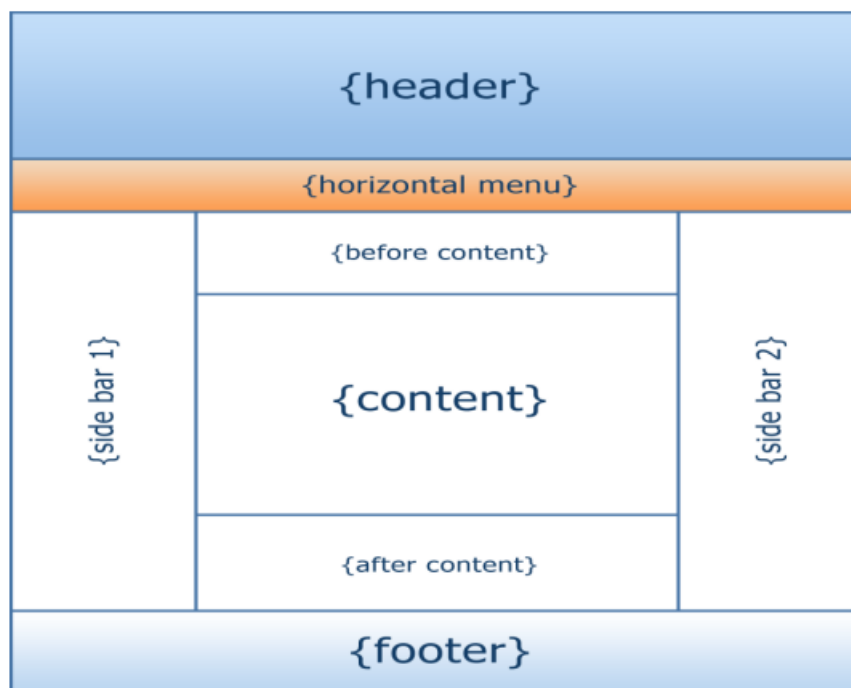 {header}
{horizontal menu}
{before content}
{side bar 1}
{content}
{side bar 2}
{after content}
{footer}